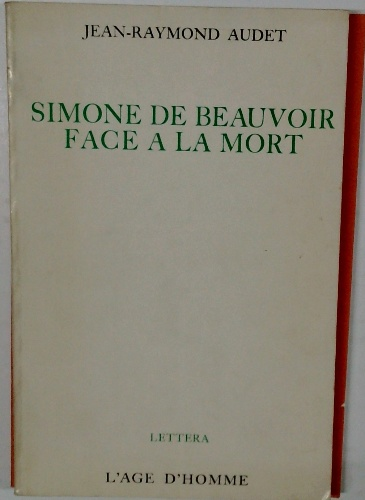 JEAN-RAYMOND AUDET
SIMONE DE BEAUVOIR
FACE A LA MORT
LETTERA
L'AGE D'HOMME